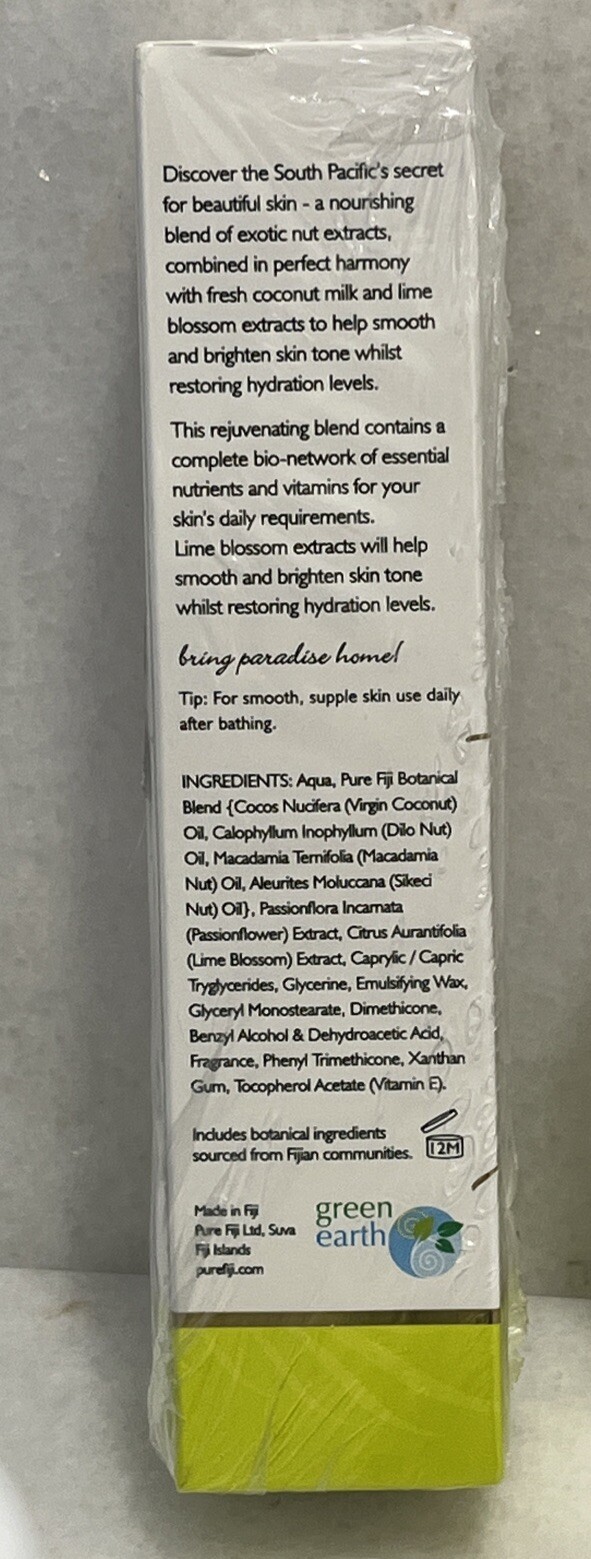 Discover the South Pacific's secret
for beautiful skin - a nourishing
blend of exotic nut extracts,
combined in perfect harmony
with fresh coconut milk and lime
blossom extracts to help smooth
and brighten skin tone whilst
restoring hydration levels.
This rejuvenating blend contains a
complete bio-network of essential
nutrients and vitamins for your
skin's daily requirements.
Lime blossom extracts will help
smooth and brighten skin tone
whilst restoring hydration levels.
bring paradise home!
Tip: For smooth, supple skin use daily
after bathing.
INGREDIENTS: Aqua, Pure Fiji Botanical
Blend {Cocos Nucifera (Virgin Coconut)
Oil, Calophyllum Inophyllum (Dilo Nut)
Oil, Macadamia Ternifolia (Macadamia
Nut) Oil, Aleurites Moluccana (Sikeci
Nut) Oil}, Passionflora Incarnata
(Passionflower) Extract, Citrus Aurantifolia
(Lime Blossom) Extract, Caprylic / Capric
Tryglycerides, Glycerine, Emulsifying Wax,
Glyceryl Monostearate, Dimethicone,
Benzyl Alcohol & Dehydroacetic Acid,
Fragrance, Phenyl Trimethicone, Xanthan
Gum, Tocopherol Acetate (Vitamin E).
Includes botanical ingredients
sourced from Fijian communities.
12M
Made in Fiji
Pure Fiji Ltd, Suva
Fiji Islands
purefiji.com
green
earth